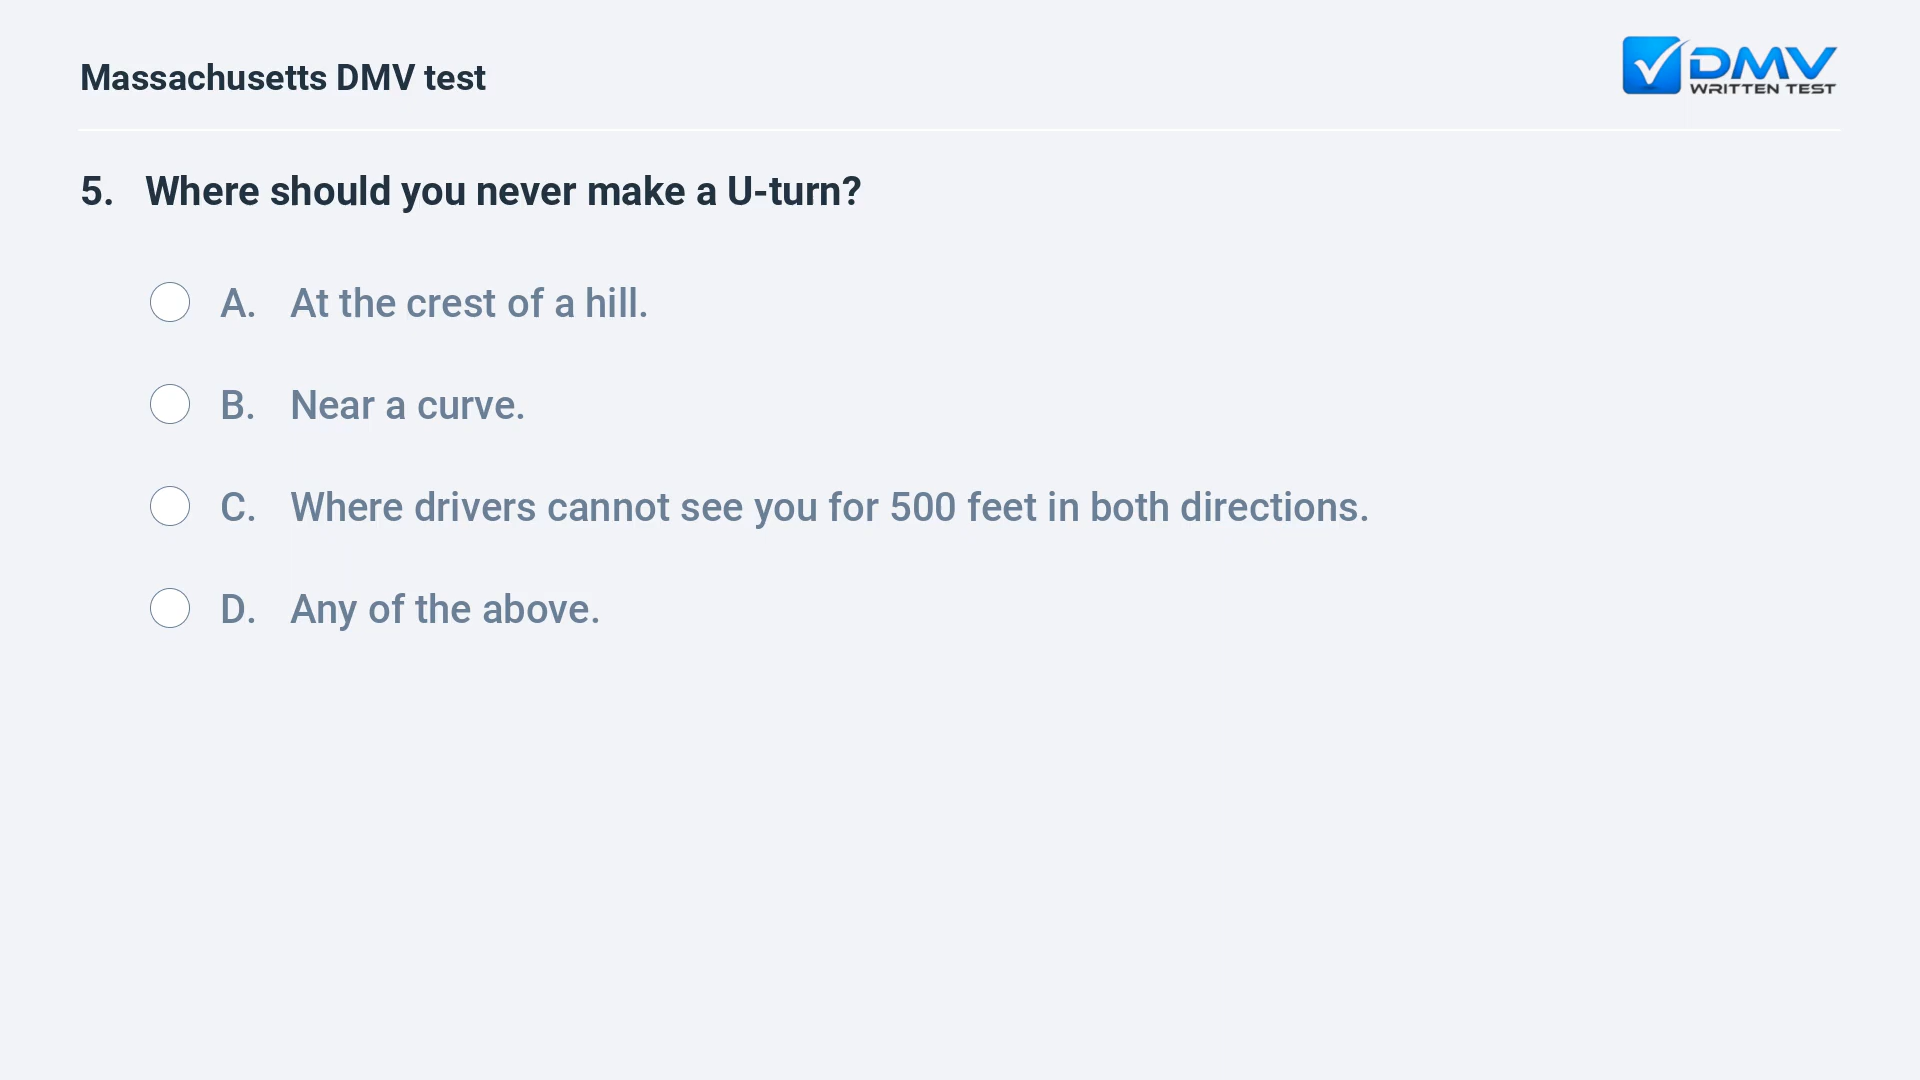 Massachusetts DMV test
DMV
WRITTEN TEST
5. Where should you never make a U-turn?
A. At the crest of a hill.
B. Near a curve.
C. Where drivers cannot see you for 500 feet in both directions.
D. Any of the above.